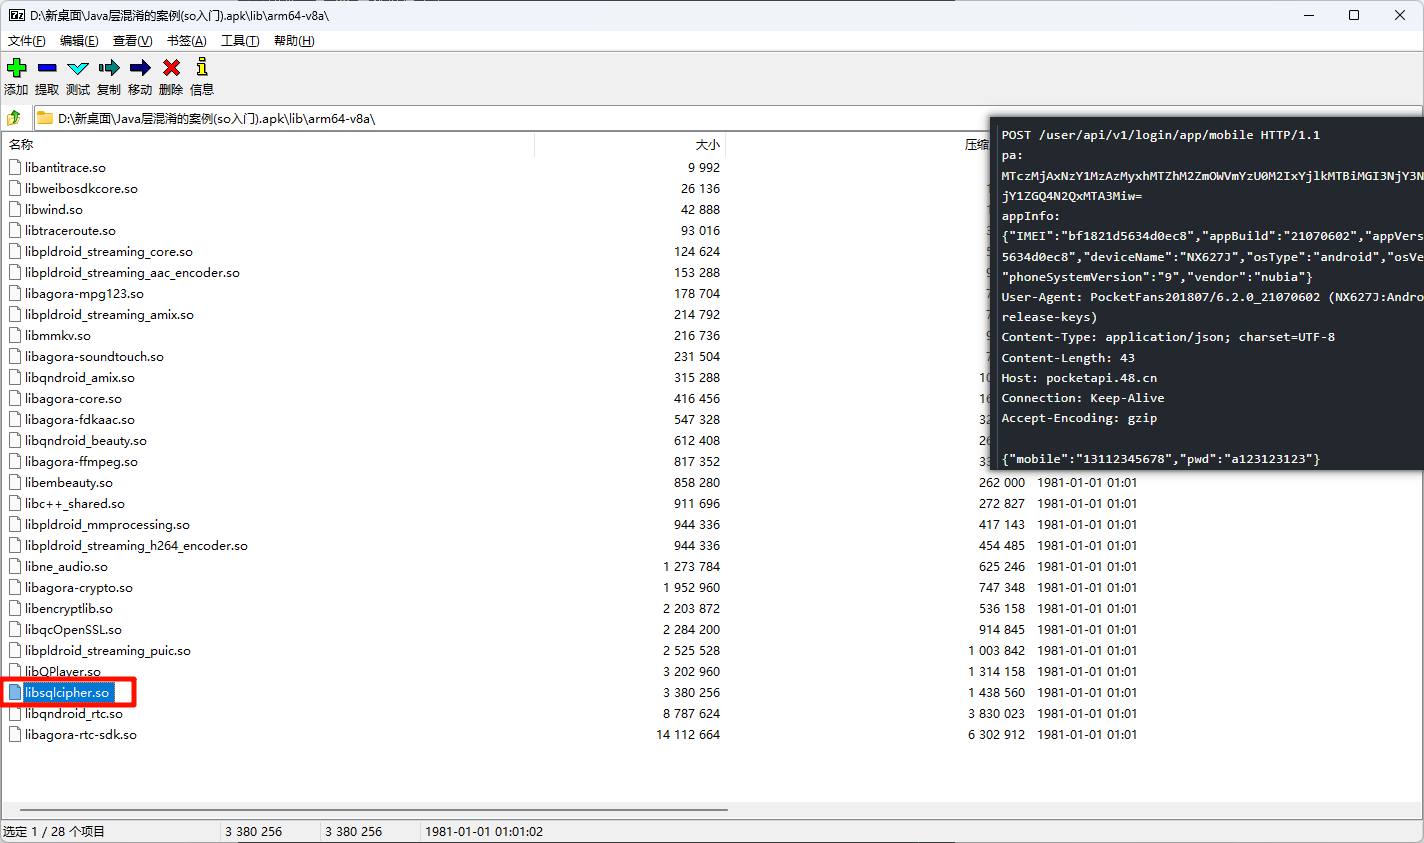 D:\新桌面\Java层混淆的案例(so入门).apk\lib\arm64-v8a\
文件(F) 编辑(E) 查看(V) 书签(A) 工具(T) 帮助(H)
添加 提取 测试 复制 移动 删除 信息
D:\新桌面\Java层混淆的案例(so入门).apk\lib\arm64-v8a\
名称 大小 压缩
libantitrace.so 9 992
libweibosdkcore.so 26 136
libwind.so 42 888
libtraceroute.so 93 016
libpldroid_streaming_core.so 124 624
libpldroid_streaming_aac_encoder.so 153 288
libagora-mpg123.so 178 704
libpldroid_streaming_amix.so 214 792
libmmkv.so 216 736
libagora-soundtouch.so 231 504
libqndroid_amix.so 315 288
libagora-core.so 416 456
libagora-fdkaac.so 547 328
libqndroid_beauty.so 612 408
libagora-ffmpeg.so 817 352
libembeauty.so 858 280 262 000 1981-01-01 01:01
libc++_shared.so 911 696 272 827 1981-01-01 01:01
libpldroid_mmprocessing.so 944 336 417 143 1981-01-01 01:01
libpldroid_streaming_h264_encoder.so 944 336 454 485 1981-01-01 01:01
libne_audio.so 1 273 784 625 246 1981-01-01 01:01
libagora-crypto.so 1 952 960 747 348 1981-01-01 01:01
libencryptlib.so 2 203 872 536 158 1981-01-01 01:01
libqcOpenSSL.so 2 284 200 914 845 1981-01-01 01:01
libpldroid_streaming_puic.so 2 525 528 1 003 842 1981-01-01 01:01
libQPlayer.so 3 202 960 1 314 158 1981-01-01 01:01
libsqlcipher.so 3 380 256 1 438 560 1981-01-01 01:01
libqndroid_rtc.so 8 787 624 3 830 023 1981-01-01 01:01
libagora-rtc-sdk.so 14 112 664 6 302 912 1981-01-01 01:01
POST /user/api/v1/login/app/mobile HTTP/1.1
pa:
MTczMjAxNzY1MzAzMyxhMTZhM2ZmOWVmYzU0M2IxYjlkMTBiMGI3NjY3N
jY1ZGQ4N2QxMTA3Miw=
appInfo:
{"IMEI":"bf1821d5634d0ec8","appBuild":"21070602","appVers
5634d0ec8","deviceName":"NX627J","osType":"android","osVe
"phoneSystemVersion":"9","vendor":"nubia"}
User-Agent: PocketFans201807/6.2.0_21070602 (NX627J:Andro
release-keys)
Content-Type: application/json; charset=UTF-8
Content-Length: 43
Host: pocketapi.48.cn
Connection: Keep-Alive
Accept-Encoding: gzip
{"mobile":"13112345678","pwd":"a123123123"}
选定 1 / 28 个项目 3 380 256 3 380 256 1981-01-01 01:01:02